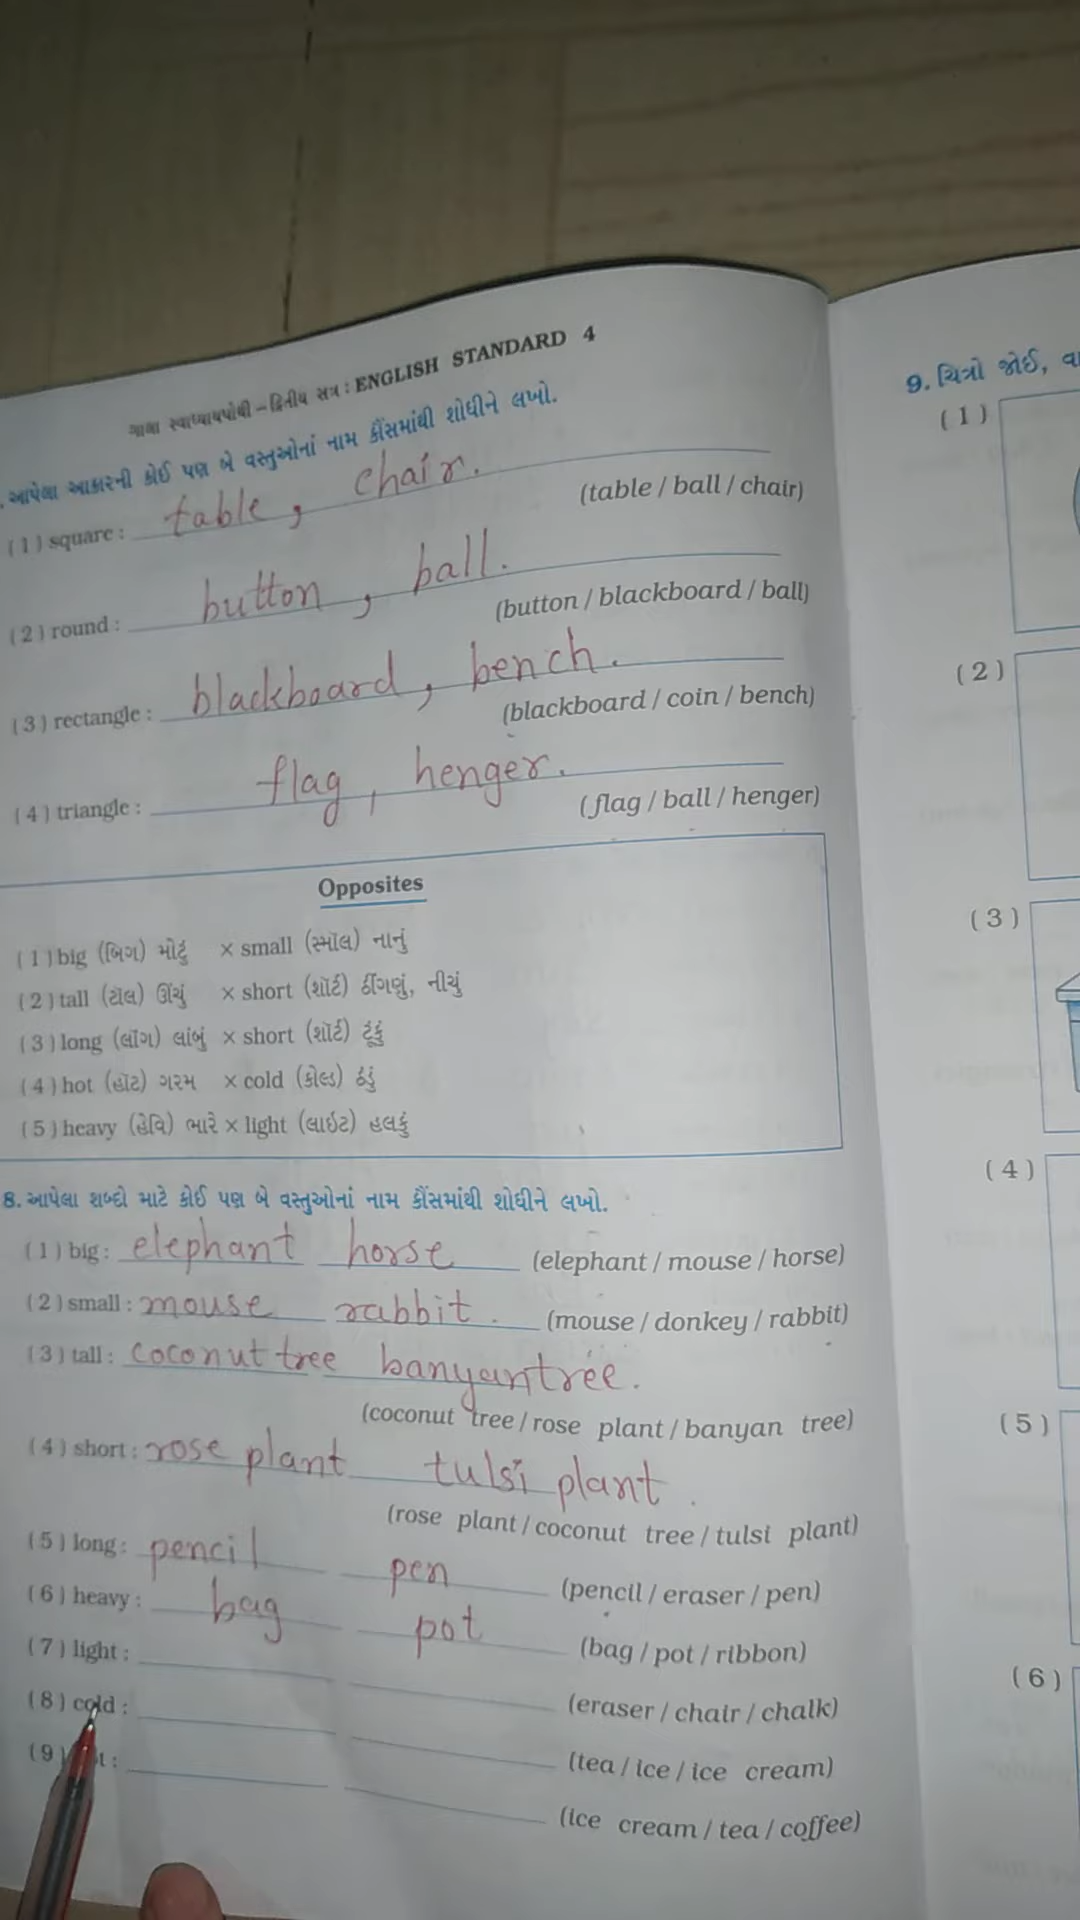 ગાલા સ્વાધ્યાયપોથી – દ્વિતીય સત્ર : ENGLISH STANDARD 4
. આપેલા આકારની કોઈ પણ બે વસ્તુઓનાં નામ કૌંસમાંથી શોધીને લખો.
(1) square : table, chair.
(table / ball / chair)
(2) round : button, ball.
(button / blackboard / ball)
(3) rectangle : blackboard, bench.
(blackboard / coin / bench)
(4) triangle : flag, henger.
(flag / ball / henger)
Opposites
(1) big (બિગ) મોટું × small (સ્મૉલ) નાનું
(2) tall (ટૉલ) ઊંચું × short (શૉર્ટ) ઠીંગણું, નીચું
(3) long (લૉંગ) લાંબું × short (શૉર્ટ) ટૂંકું
(4) hot (હૉટ) ગરમ × cold (કોલ્ડ) ઠંડું
(5) heavy (હેવિ) ભારે × light (લાઇટ) હલકું
8. આપેલા શબ્દો માટે કોઈ પણ બે વસ્તુઓનાં નામ કૌંસમાંથી શોધીને લખો.
(1) big : elephant horse (elephant / mouse / horse)
(2) small : mouse rabbit. (mouse / donkey / rabbit)
(3) tall : coconut tree banyan tree.
(coconut tree / rose plant / banyan tree)
(4) short : rose plant tulsi plant.
(rose plant / coconut tree / tulsi plant)
(5) long : pencil pen (pencil / eraser / pen)
(6) heavy : bag pot (bag / pot / ribbon)
(7) light : (eraser / chair / chalk)
(8) cold : (tea / ice / ice cream)
(9) (ice cream / tea / coffee)
9. ચિત્રો જોઈ,
(1)
(2)
(3)
(4)
(5)
(6)